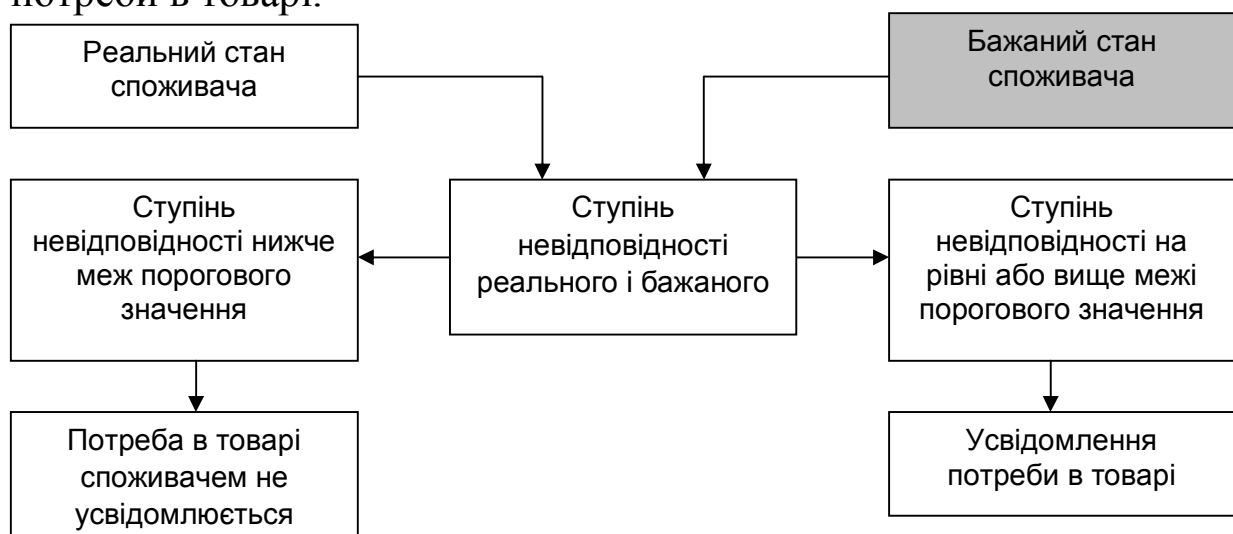 потреби в товарі.
Реальний стан
споживача
Бажаний стан
споживача
Ступінь
невідповідності нижче
меж порогового
значення
Ступінь
невідповідності
реального і бажаного
Ступінь
невідповідності на
рівні або вище межі
порогового значення
Потреба в товарі
споживачем не
усвідомлюється
Усвідомлення
потреби в товарі